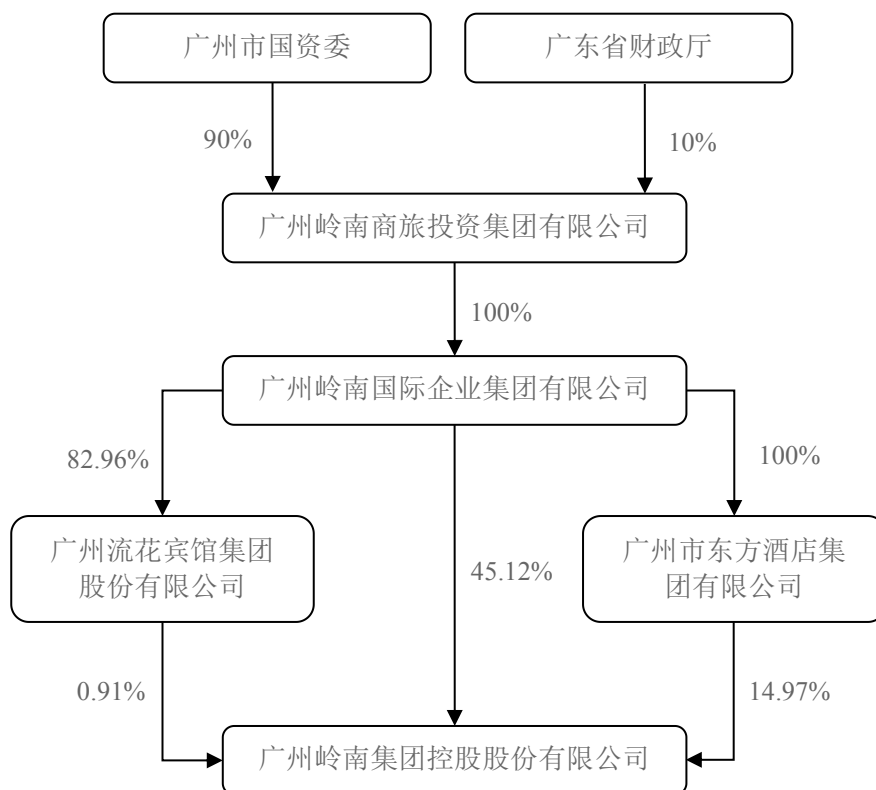 广州市国资委
广东省财政厅
90%
10%
广州岭南商旅投资集团有限公司
100%
广州岭南国际企业集团有限公司
82.96%
100%
广州流花宾馆集团
股份有限公司
45.12%
广州市东方酒店集
团有限公司
0.91%
14.97%
广州岭南集团控股股份有限公司